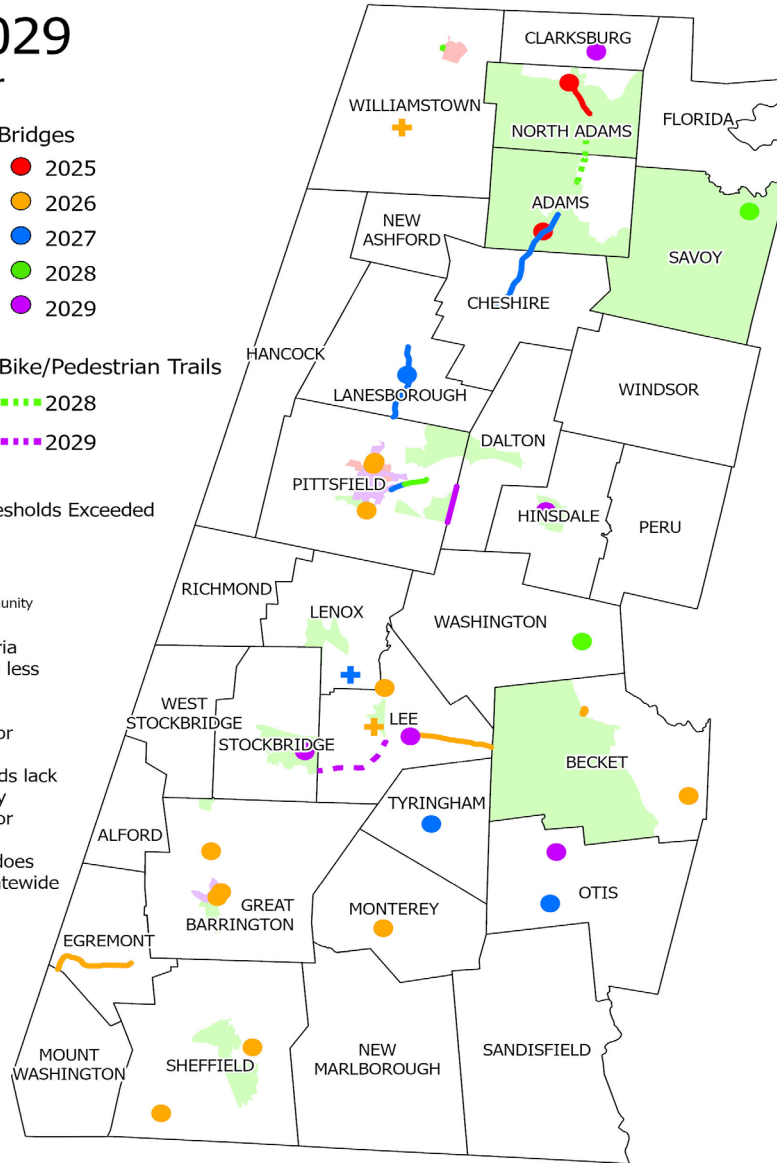 029
Bridges
2025
2026
2027
2028
2029
Bike/Pedestrian Trails
2028
2029
esholds Exceeded
unity
ria
less
or
ds lack
y
or
does
tewide
CLARKSBURG
WILLIAMSTOWN
FLORIDA
NORTH ADAMS
ADAMS
NEW
ASHFORD
SAVOY
CHESHIRE
HANCOCK
LANESBOROUGH
WINDSOR
DALTON
PITTSFIELD
HINSDALE
PERU
RICHMOND
LENOX
WASHINGTON
WEST
STOCKBRIDGE
STOCKBRIDGE
LEE
BECKET
TYRINGHAM
ALFORD
OTIS
GREAT
BARRINGTON
MONTEREY
EGREMONT
MOUNT
WASHINGTON
SHEFFIELD
NEW
MARLBOROUGH
SANDISFIELD